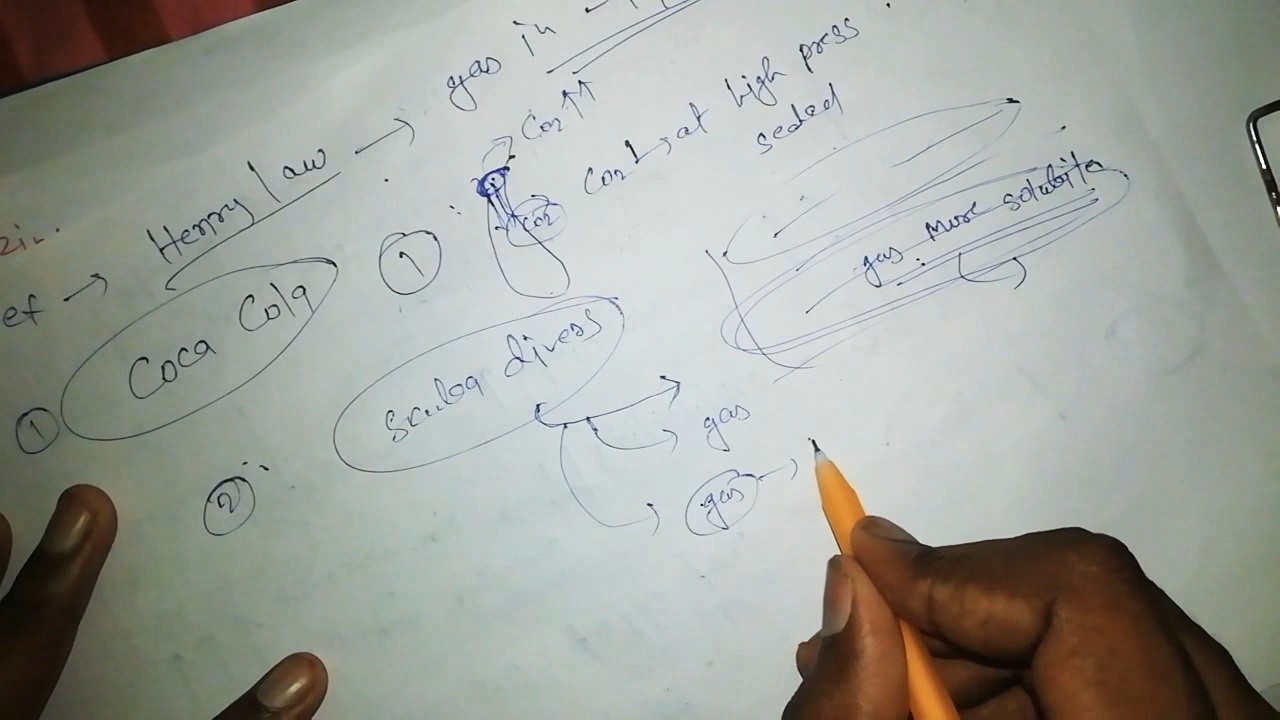 gas in
Henry law →
CO2 ↑↑
CO2 → at high press.
sealed
ef →
① Coca Cola
①
CO2
gas more solubita
② Scuba divers
gas
gas →